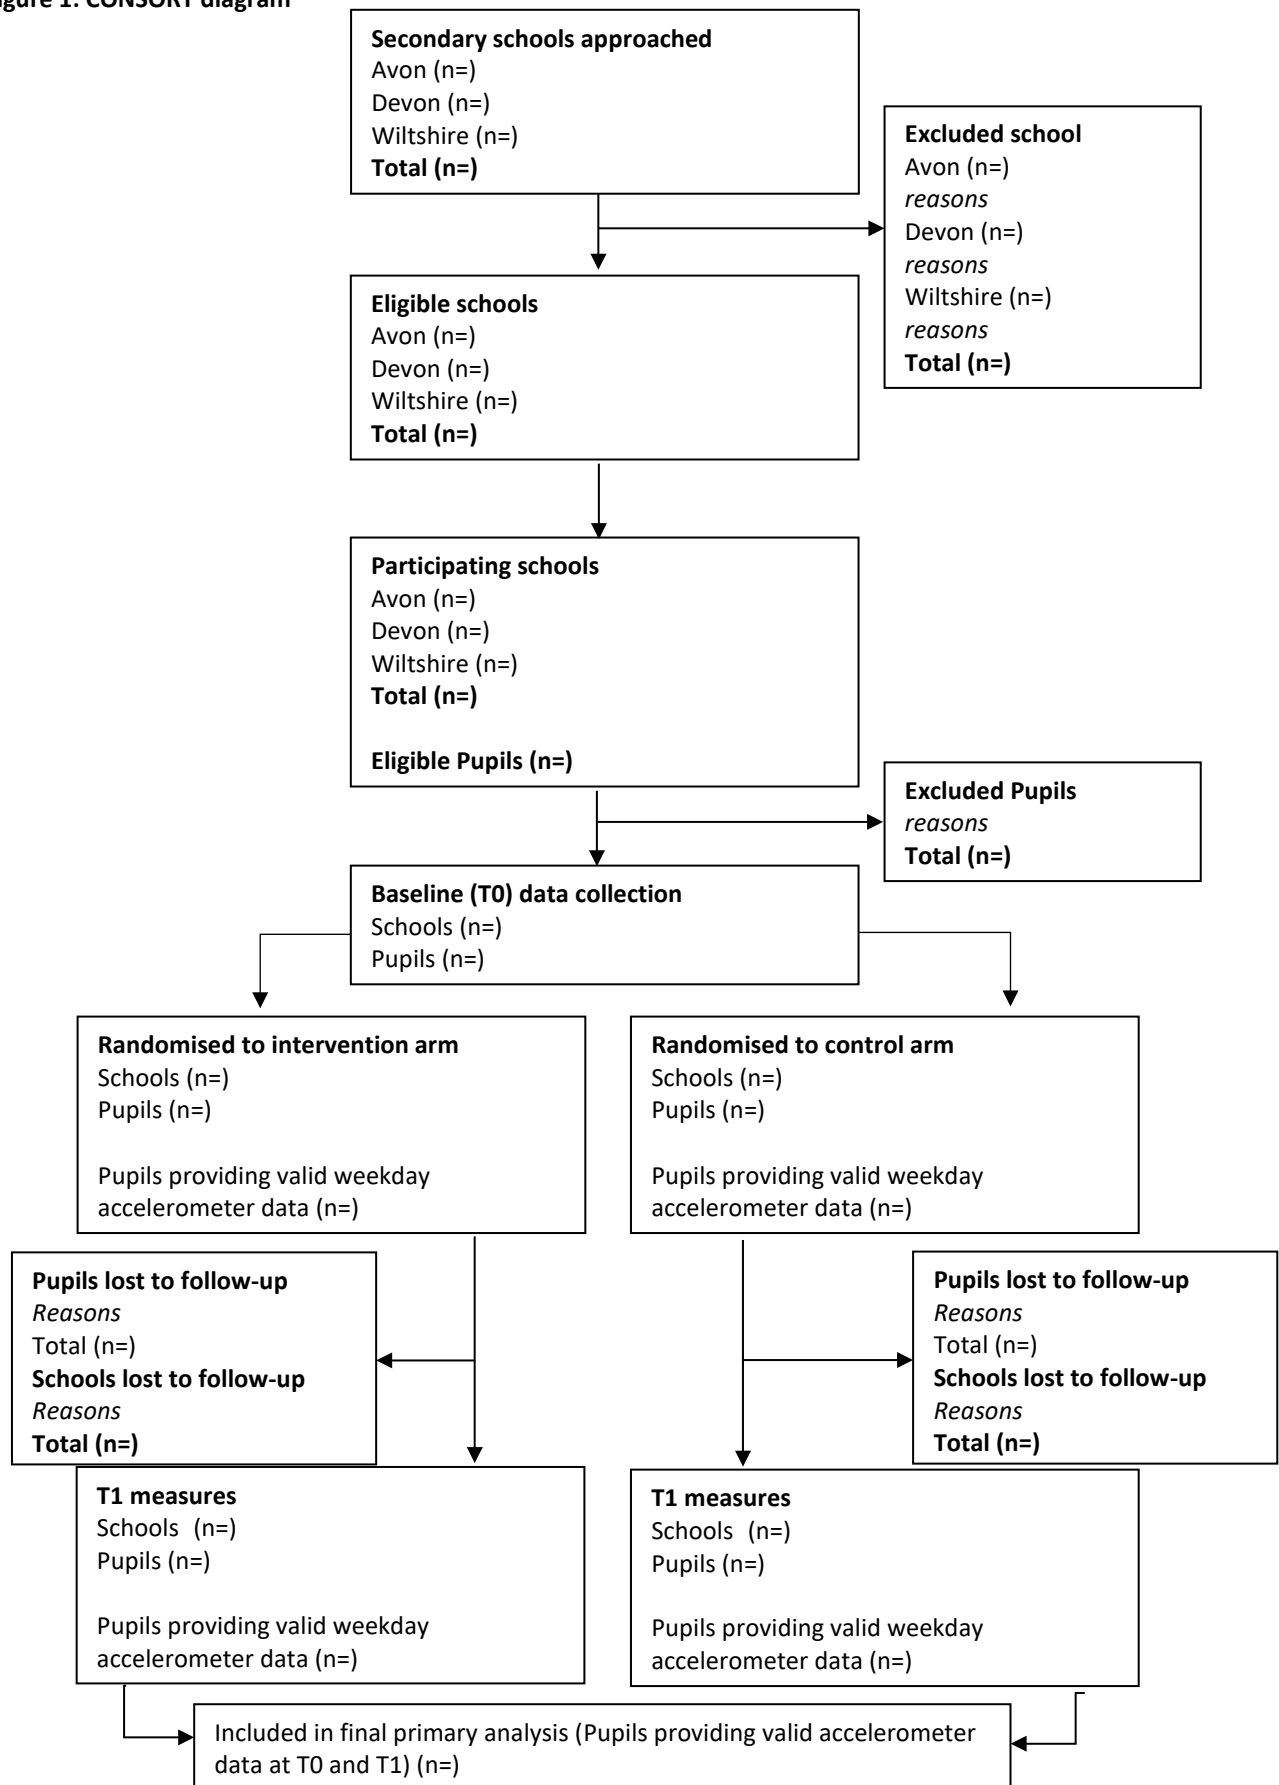 Figure 1: CONSORT diagram
Secondary schools approached
Avon (n=)
Devon (n=)
Wiltshire (n=)
Total (n=)
Excluded school
Avon (n=)
reasons
Devon (n=)
reasons
Wiltshire (n=)
reasons
Total (n=)
Eligible schools
Avon (n=)
Devon (n=)
Wiltshire (n=)
Total (n=)
Participating schools
Avon (n=)
Devon (n=)
Wiltshire (n=)
Total (n=)
Eligible Pupils (n=)
Excluded Pupils
reasons
Total (n=)
Baseline (T0) data collection
Schools (n=)
Pupils (n=)
Randomised to intervention arm
Schools (n=)
Pupils (n=)
Pupils providing valid weekday
accelerometer data (n=)
Randomised to control arm
Schools (n=)
Pupils (n=)
Pupils providing valid weekday
accelerometer data (n=)
Pupils lost to follow-up
Reasons
Total (n=)
Schools lost to follow-up
Reasons
Total (n=)
Pupils lost to follow-up
Reasons
Total (n=)
Schools lost to follow-up
Reasons
Total (n=)
T1 measures
Schools (n=)
Pupils (n=)
Pupils providing valid weekday
accelerometer data (n=)
T1 measures
Schools (n=)
Pupils (n=)
Pupils providing valid weekday
accelerometer data (n=)
Included in final primary analysis (Pupils providing valid accelerometer
data at T0 and T1) (n=)